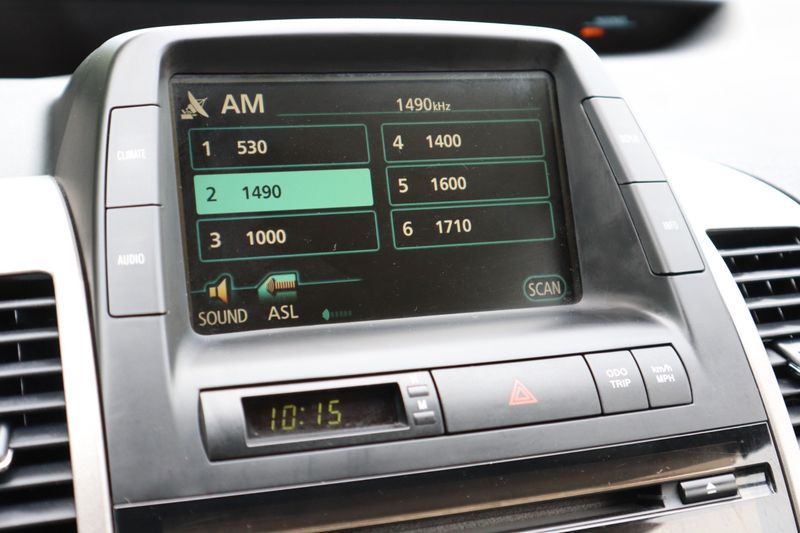 AM 1490kHz
1 530
4 1400
2 1490
5 1600
3 1000
6 1710
SOUND
ASL
SCAN
CLIMATE
AUDIO
DISPLAY
INFO
10:15
H
M
ODO
TRIP
km/h
MPH